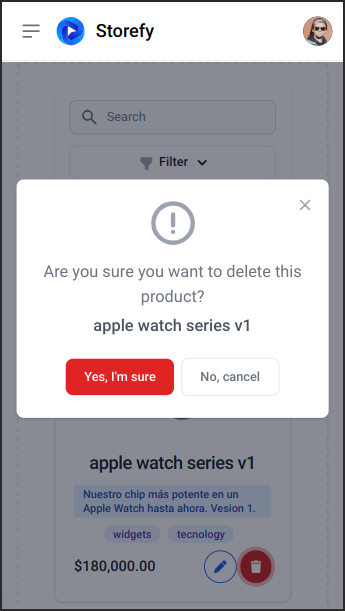 Storefy
Search
Filter
Are you sure you want to delete this
product?
apple watch series v1
Yes, I'm sure
No, cancel
apple watch series v1
Nuestro chip más potente en un
Apple Watch hasta ahora. Vesion 1.
widgets
tecnology
$180,000.00